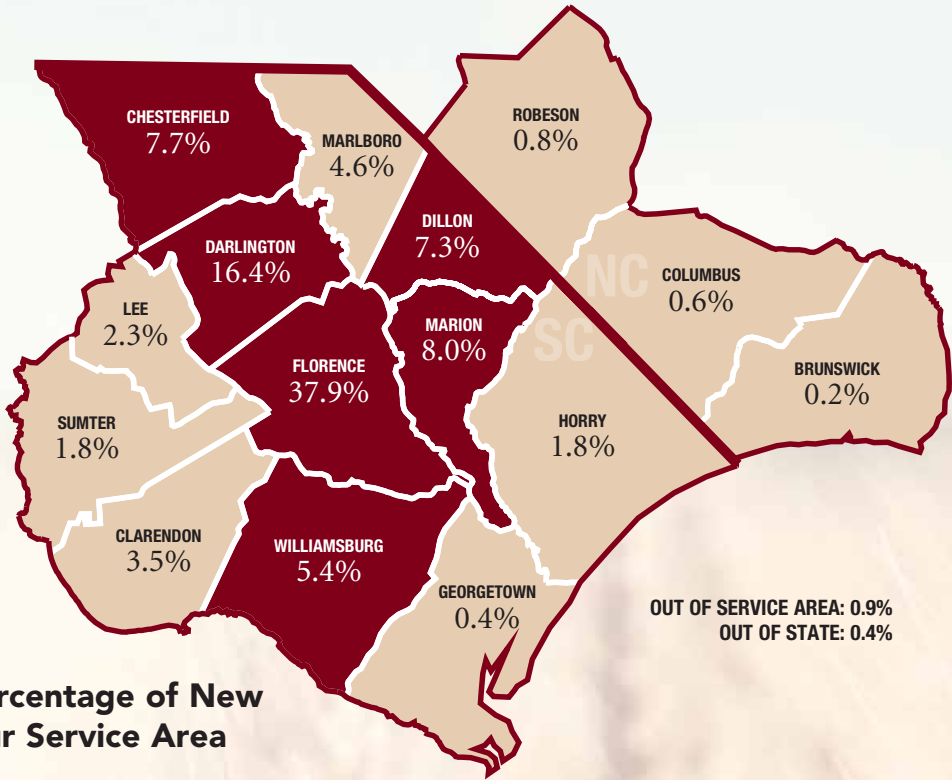 CHESTERFIELD
7.7%
MARLBORO
4.6%
ROBESON
0.8%
DILLON
7.3%
DARLINGTON
16.4%
NC
COLUMBUS
0.6%
LEE
2.3%
SC
MARION
8.0%
FLORENCE
37.9%
BRUNSWICK
0.2%
SUMTER
1.8%
HORRY
1.8%
CLARENDON
3.5%
WILLIAMSBURG
5.4%
GEORGETOWN
0.4%
OUT OF SERVICE AREA: 0.9%
OUT OF STATE: 0.4%
rcentage of New
r Service Area